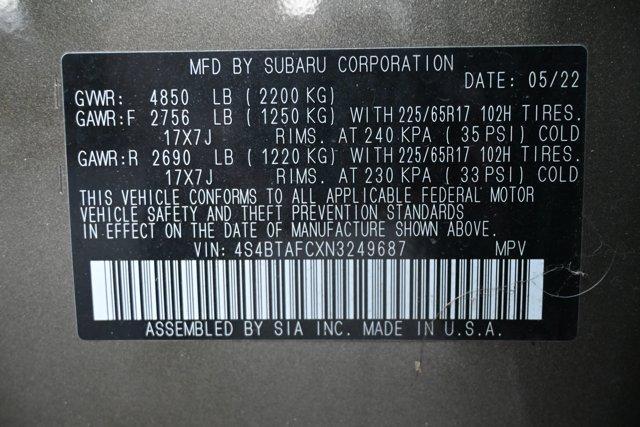 MFD BY SUBARU CORPORATION
DATE: 05/22
GVWR: 4850 LB (2200 KG)
GAWR:F 2756 LB (1250 KG) WITH 225/65R17 102H TIRES.
17X7J RIMS. AT 240 KPA (35 PSI) COLD
GAWR:R 2690 LB (1220 KG) WITH 225/65R17 102H TIRES.
17X7J RIMS. AT 230 KPA (33 PSI) COLD
THIS VEHICLE CONFORMS TO ALL APPLICABLE FEDERAL MOTOR
VEHICLE SAFETY AND THEFT PREVENTION STANDARDS
IN EFFECT ON THE DATE OF MANUFACTURE SHOWN ABOVE.
VIN: 4S4BTAFCXN3249687 MPV
ASSEMBLED BY SIA INC. MADE IN U.S.A.